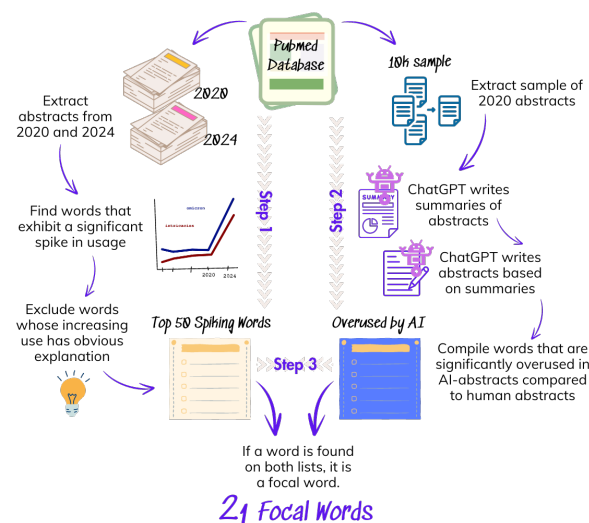 Pubmed
Database
2020
2024
10k sample
Extract
abstracts from
2020 and 2024
Extract sample of
2020 abstracts
Step 1
Step 2
SUMMARY
ChatGPT writes
summaries of
abstracts
Find words that
exhibit a significant
spike in usage
intricacies
2020 2024
ChatGPT writes
abstracts based
on summaries
Exclude words
whose increasing
use has obvious
explanation
Top 50 Spiking Words
Overused by AI
Step 3
Compile words that are
significantly overused in
AI-abstracts compared
to human abstracts
If a word is found
on both lists, it is
a focal word.
21 Focal Words